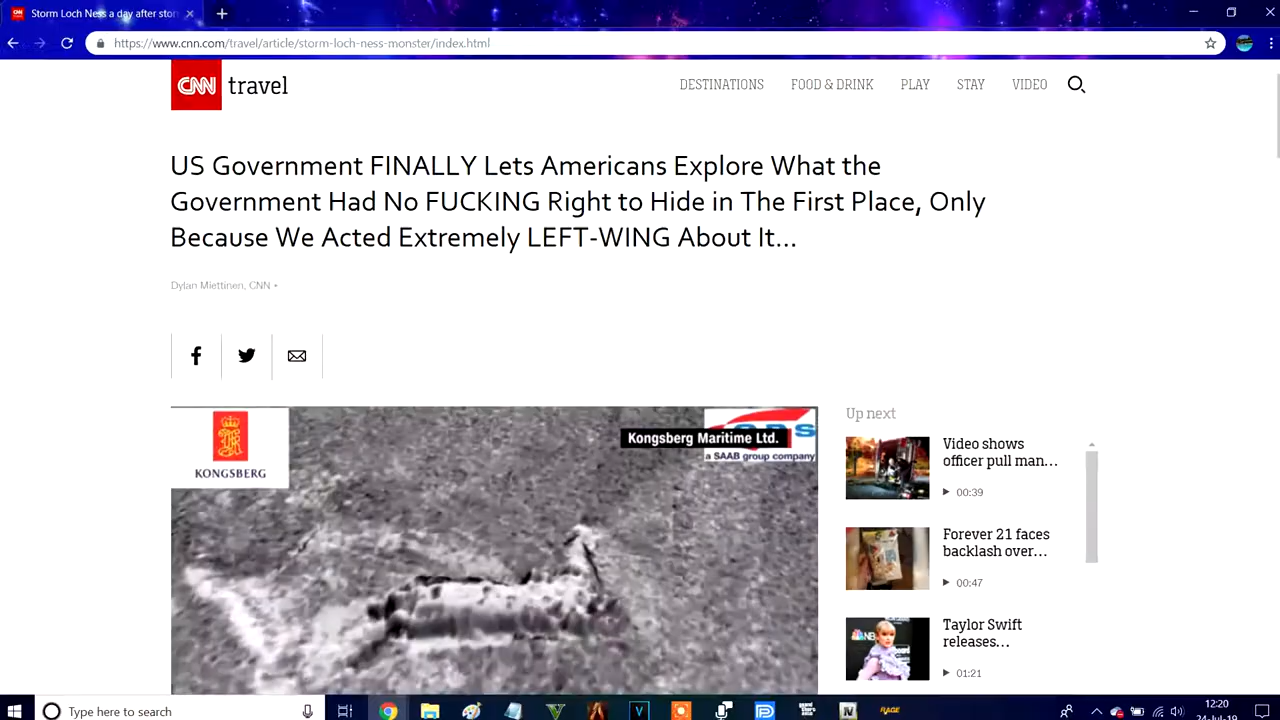 Storm Loch Ness a day after stor
https://www.cnn.com/travel/article/storm-loch-ness-monster/index.html
CNN travel
DESTINATIONS FOOD & DRINK PLAY STAY VIDEO
US Government FINALLY Lets Americans Explore What the
Government Had No FUCKING Right to Hide in The First Place, Only
Because We Acted Extremely LEFT-WING About It...
Dylan Miettinen, CNN •
KONGSBERG
Kongsberg Maritime Ltd.
a SAAB group company
Up next
Video shows
officer pull man...
00:39
Forever 21 faces
backlash over...
00:47
Taylor Swift
releases...
01:21
Type here to search
RAGE
12:20
24-Jul-19